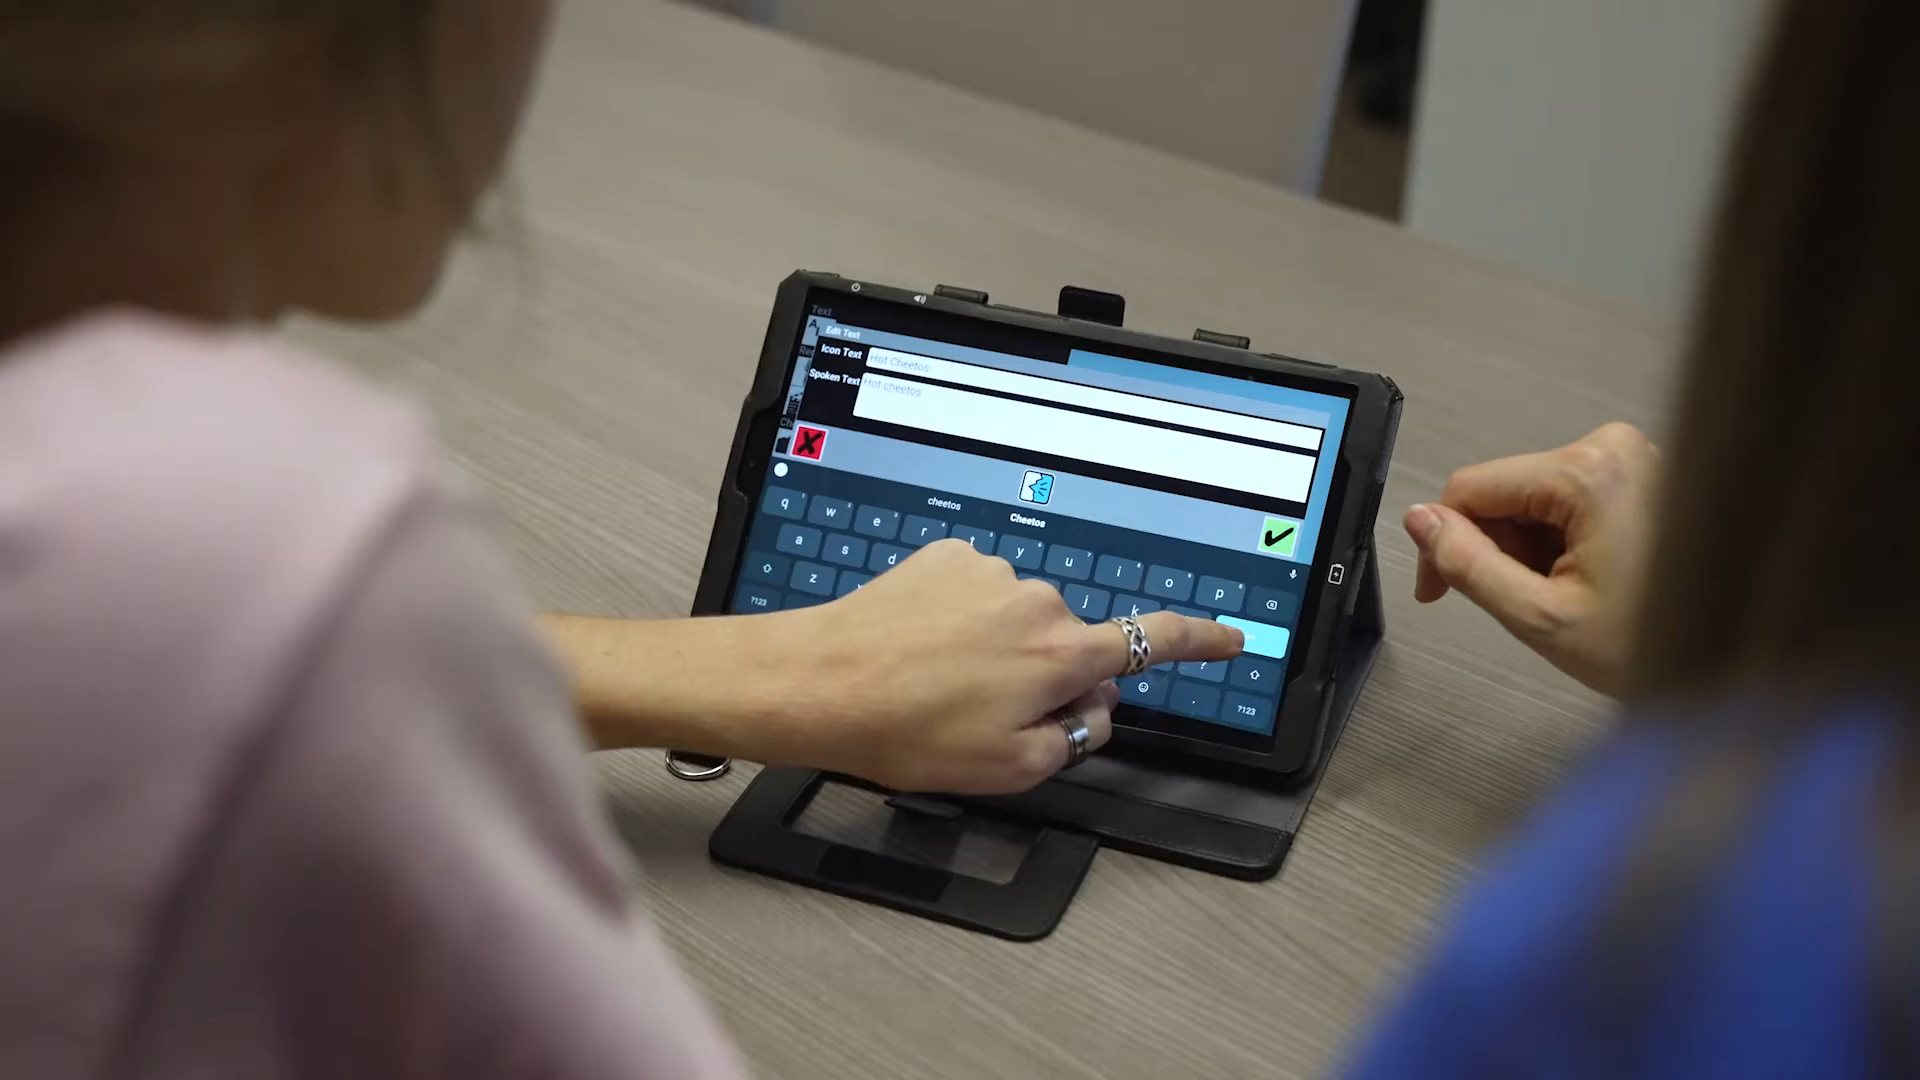 Text
Edit Text
Icon Text Hot Cheetos
Spoken Text Hot cheetos
cheetos Cheetos
q w e r t y u i o p
a s d j k
z
?123 ?
. ?123